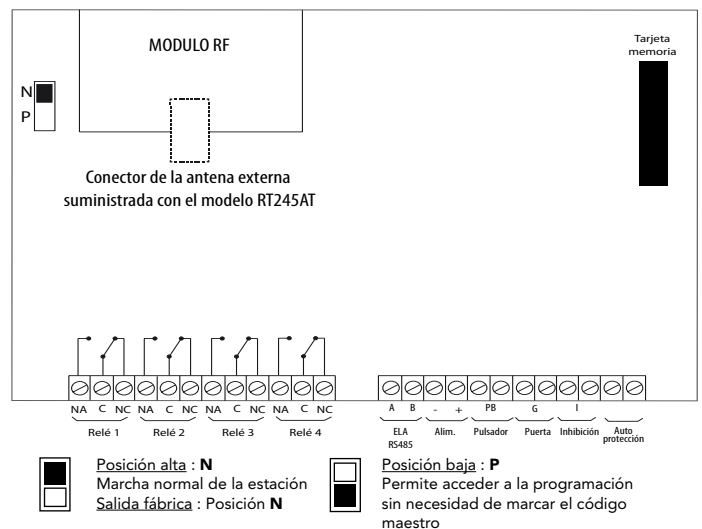 MODULO RF
Tarjeta
memoria
N
P
Conector de la antena externa
suministrada con el modelo RT245AT
NA C NC NA C NC NA C NC NA C NC
Relé 1 Relé 2 Relé 3 Relé 4
A B - + PB G I
ELA
RS485
Alim. Pulsador Puerta Inhibición
Auto
protección
Posición alta : N
Marcha normal de la estación
Salida fábrica : Posición N
Posición baja : P
Permite acceder a la programación
sin necesidad de marcar el código
maestro